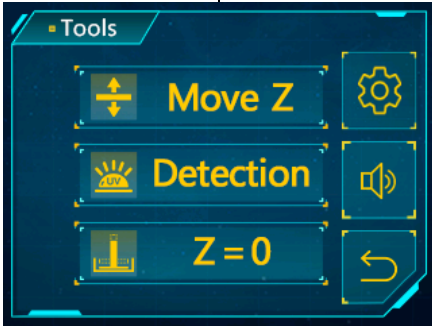 Tools
Move Z
UV
Detection
Z = 0